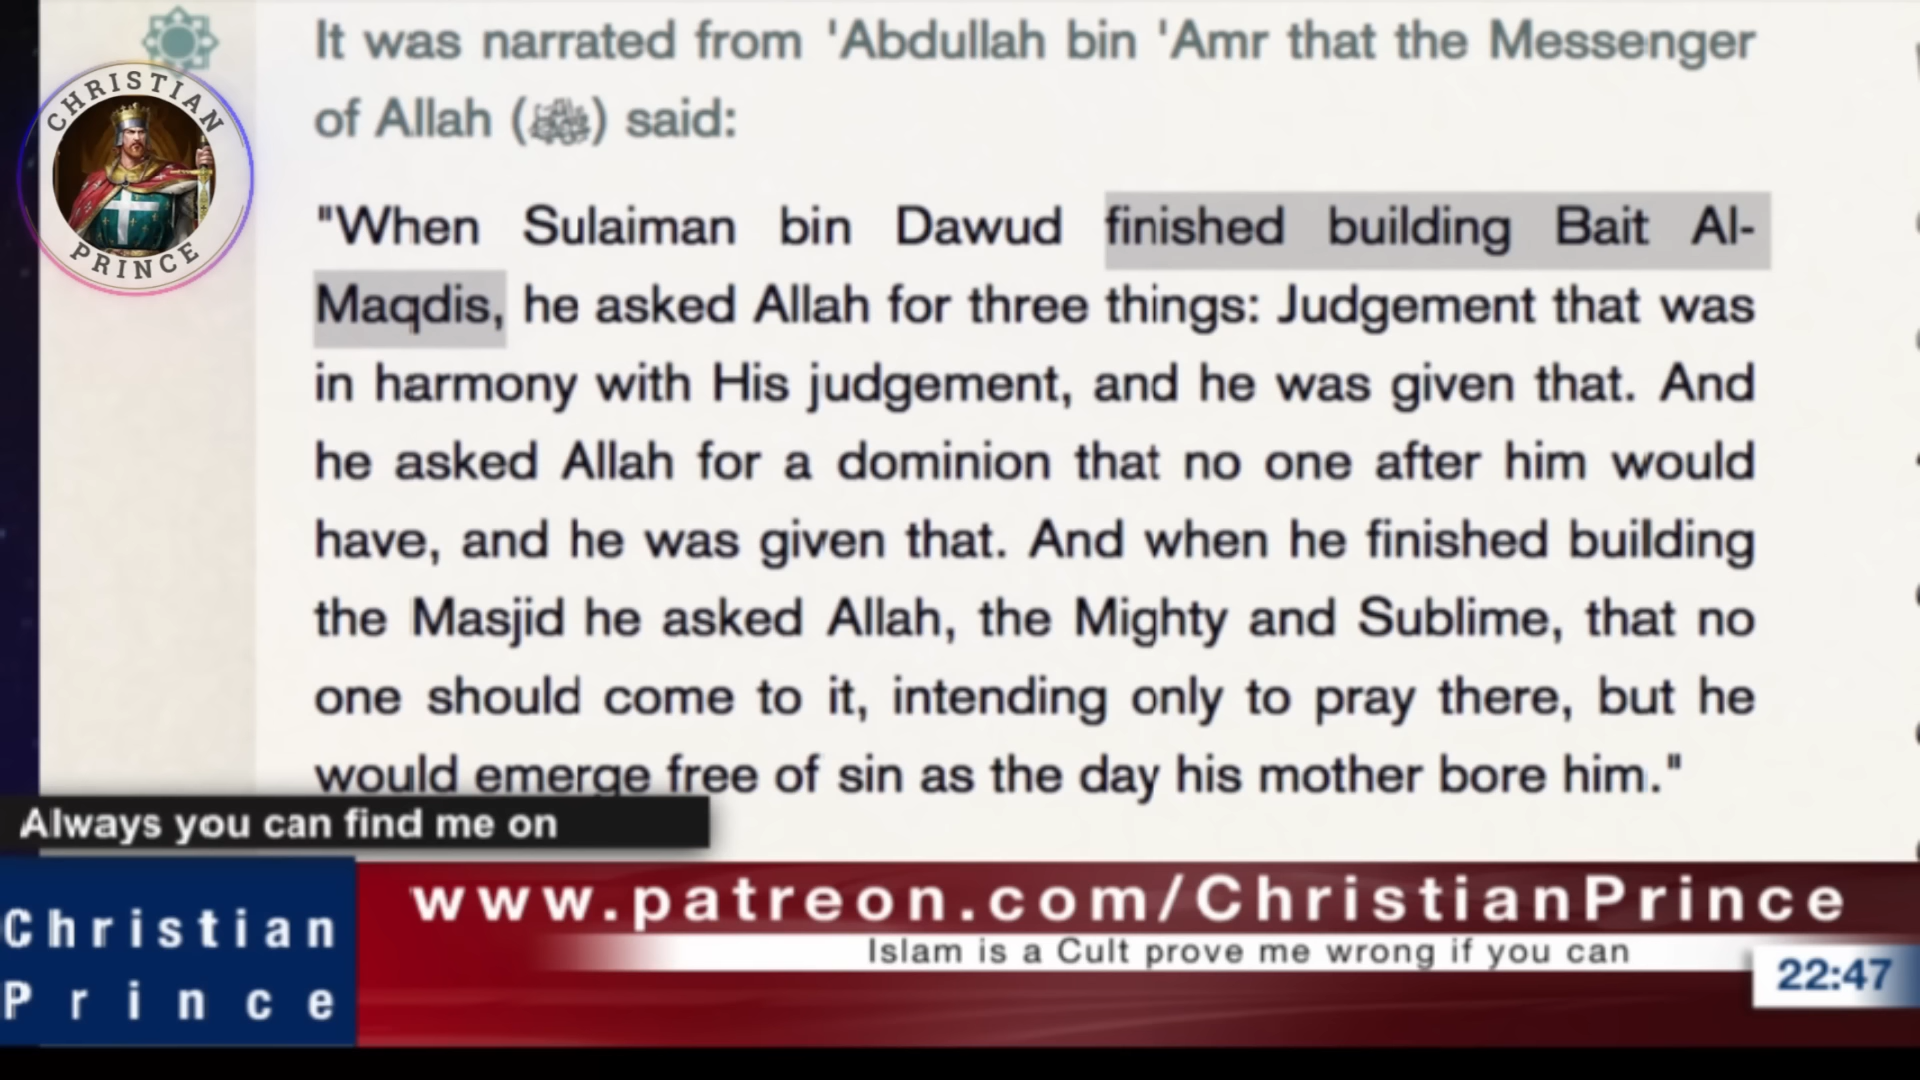 It was narrated from 'Abdullah bin 'Amr that the Messenger
of Allah (ﷺ) said:
"When Sulaiman bin Dawud finished building Bait Al-
Maqdis, he asked Allah for three things: Judgement that was
in harmony with His judgement, and he was given that. And
he asked Allah for a dominion that no one after him would
have, and he was given that. And when he finished building
the Masjid he asked Allah, the Mighty and Sublime, that no
one should come to it, intending only to pray there, but he
would emerge free of sin as the day his mother bore him."
CHRISTIAN
PRINCE
Always you can find me on
Christian
Prince
www.patreon.com/ChristianPrince
Islam is a Cult prove me wrong if you can
22:47